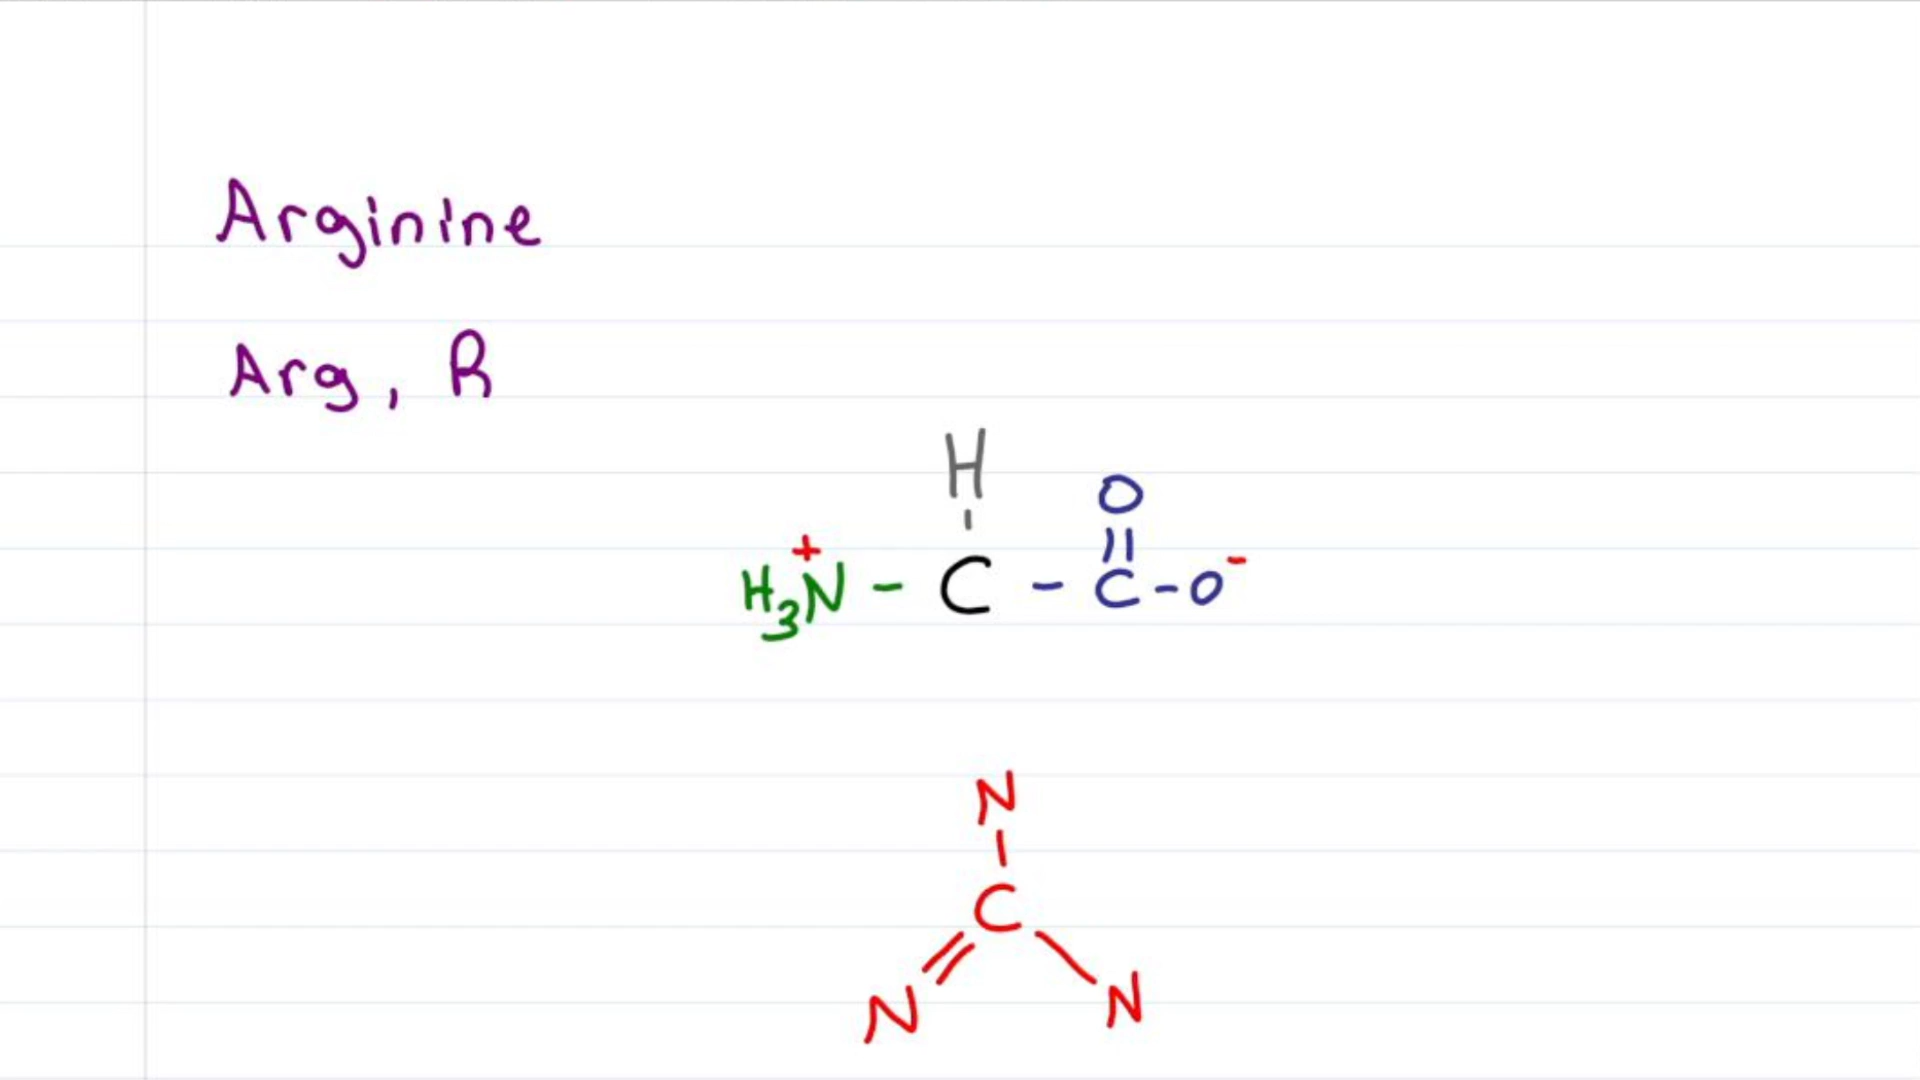 Arginine
Arg, R
H
O
H₃N⁺ - C - C - O⁻
N
C
N N